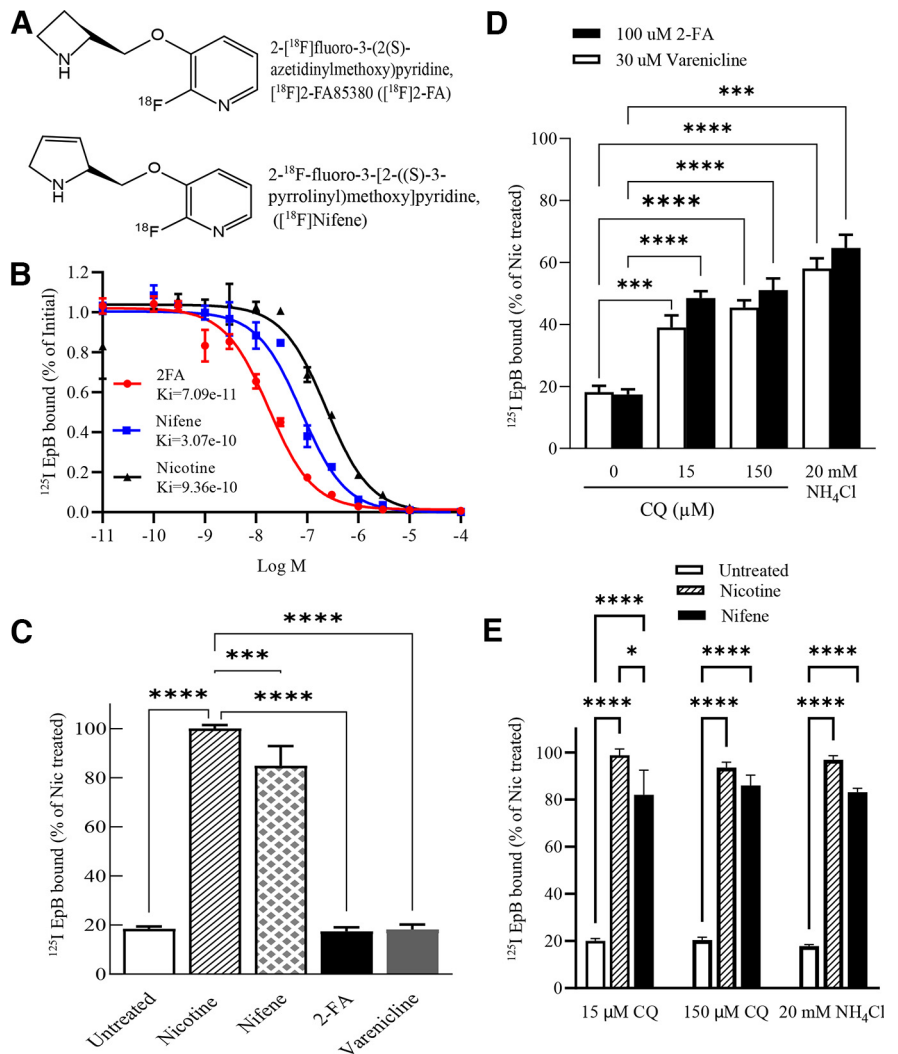 A
O
N
H
18F
N
2-[18F]fluoro-3-(2(S)-
azetidinylmethoxy)pyridine,
[18F]2-FA85380 ([18F]2-FA)
O
NH
18F
N
2-18F-fluoro-3-[2-((S)-3-
pyrrolinyl)methoxy]pyridine,
([18F]Nifene)
B
125I EpB bound (% of Initial)
1.2
1.0
0.8
0.6
0.4
0.2
0.0
2FA
Ki=7.09e-11
Nifene
Ki=3.07e-10
Nicotine
Ki=9.36e-10
-11 -10 -9 -8 -7 -6 -5 -4
Log M
C
125I EpB bound (% of Nic treated)
****
***
**** ****
100
80
60
40
20
0
Untreated Nicotine Nifene 2-FA Varenicline
D
100 uM 2-FA
30 uM Varenicline
125I EpB bound (% of Nic treated)
***
****
****
****
****
***
100
80
60
40
20
0
0 15 150 20 mM
NH4Cl
CQ (µM)
E
Untreated
Nicotine
Nifene
125I EpB bound (% of Nic treated)
****
* **** ****
**** **** ****
100
80
60
40
20
0
15 µM CQ 150 µM CQ 20 mM NH4Cl